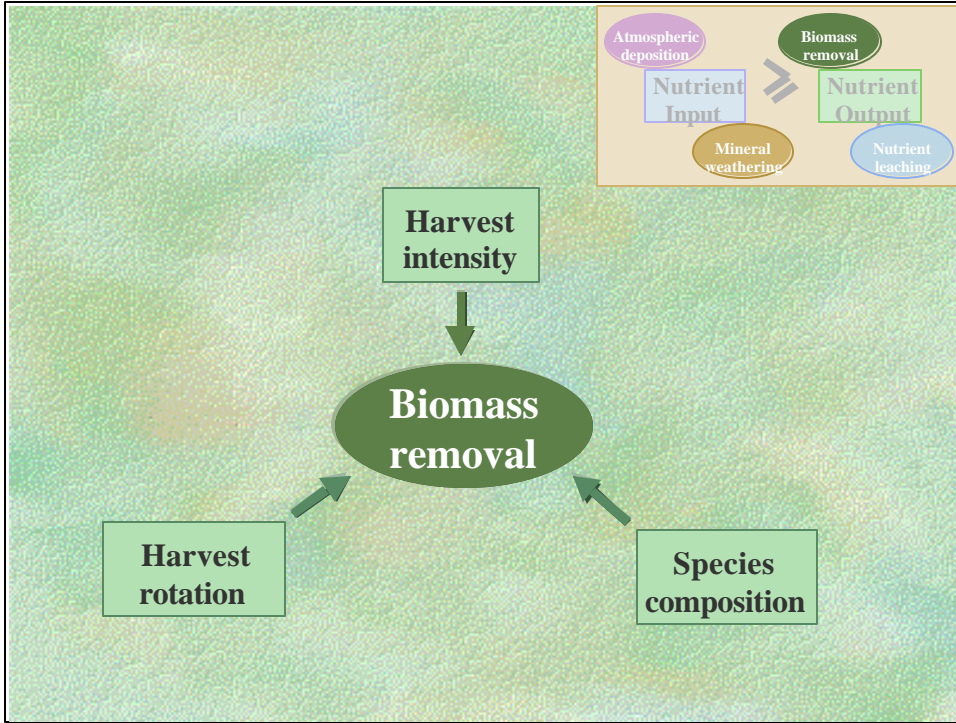 Atmospheric
deposition
Biomass
removal
Nutrient
Input
≥
Nutrient
Output
Mineral
weathering
Nutrient
leaching
Harvest
intensity
Biomass
removal
Harvest
rotation
Species
composition